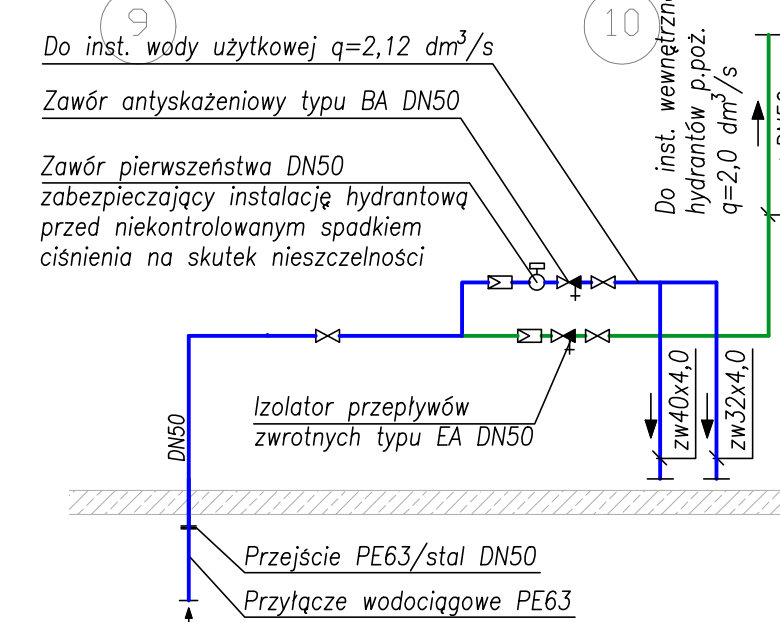 9
10
Do inst. wody użytkowej q=2,12 dm³/s
Zawór antyskażeniowy typu BA DN50
Zawór pierwszeństwa DN50
zabezpieczający instalację hydrantową
przed niekontrolowanym spadkiem
ciśnienia na skutek nieszczelności
Do inst.
hydrantów p.poż.
q=2,0 dm³/s
Izolator przepływów
zwrotnych typu EA DN50
DN50
zw40x4,0
zw32x4,0
Przejście PE63/stal DN50
Przyłącze wodociągowe PE63